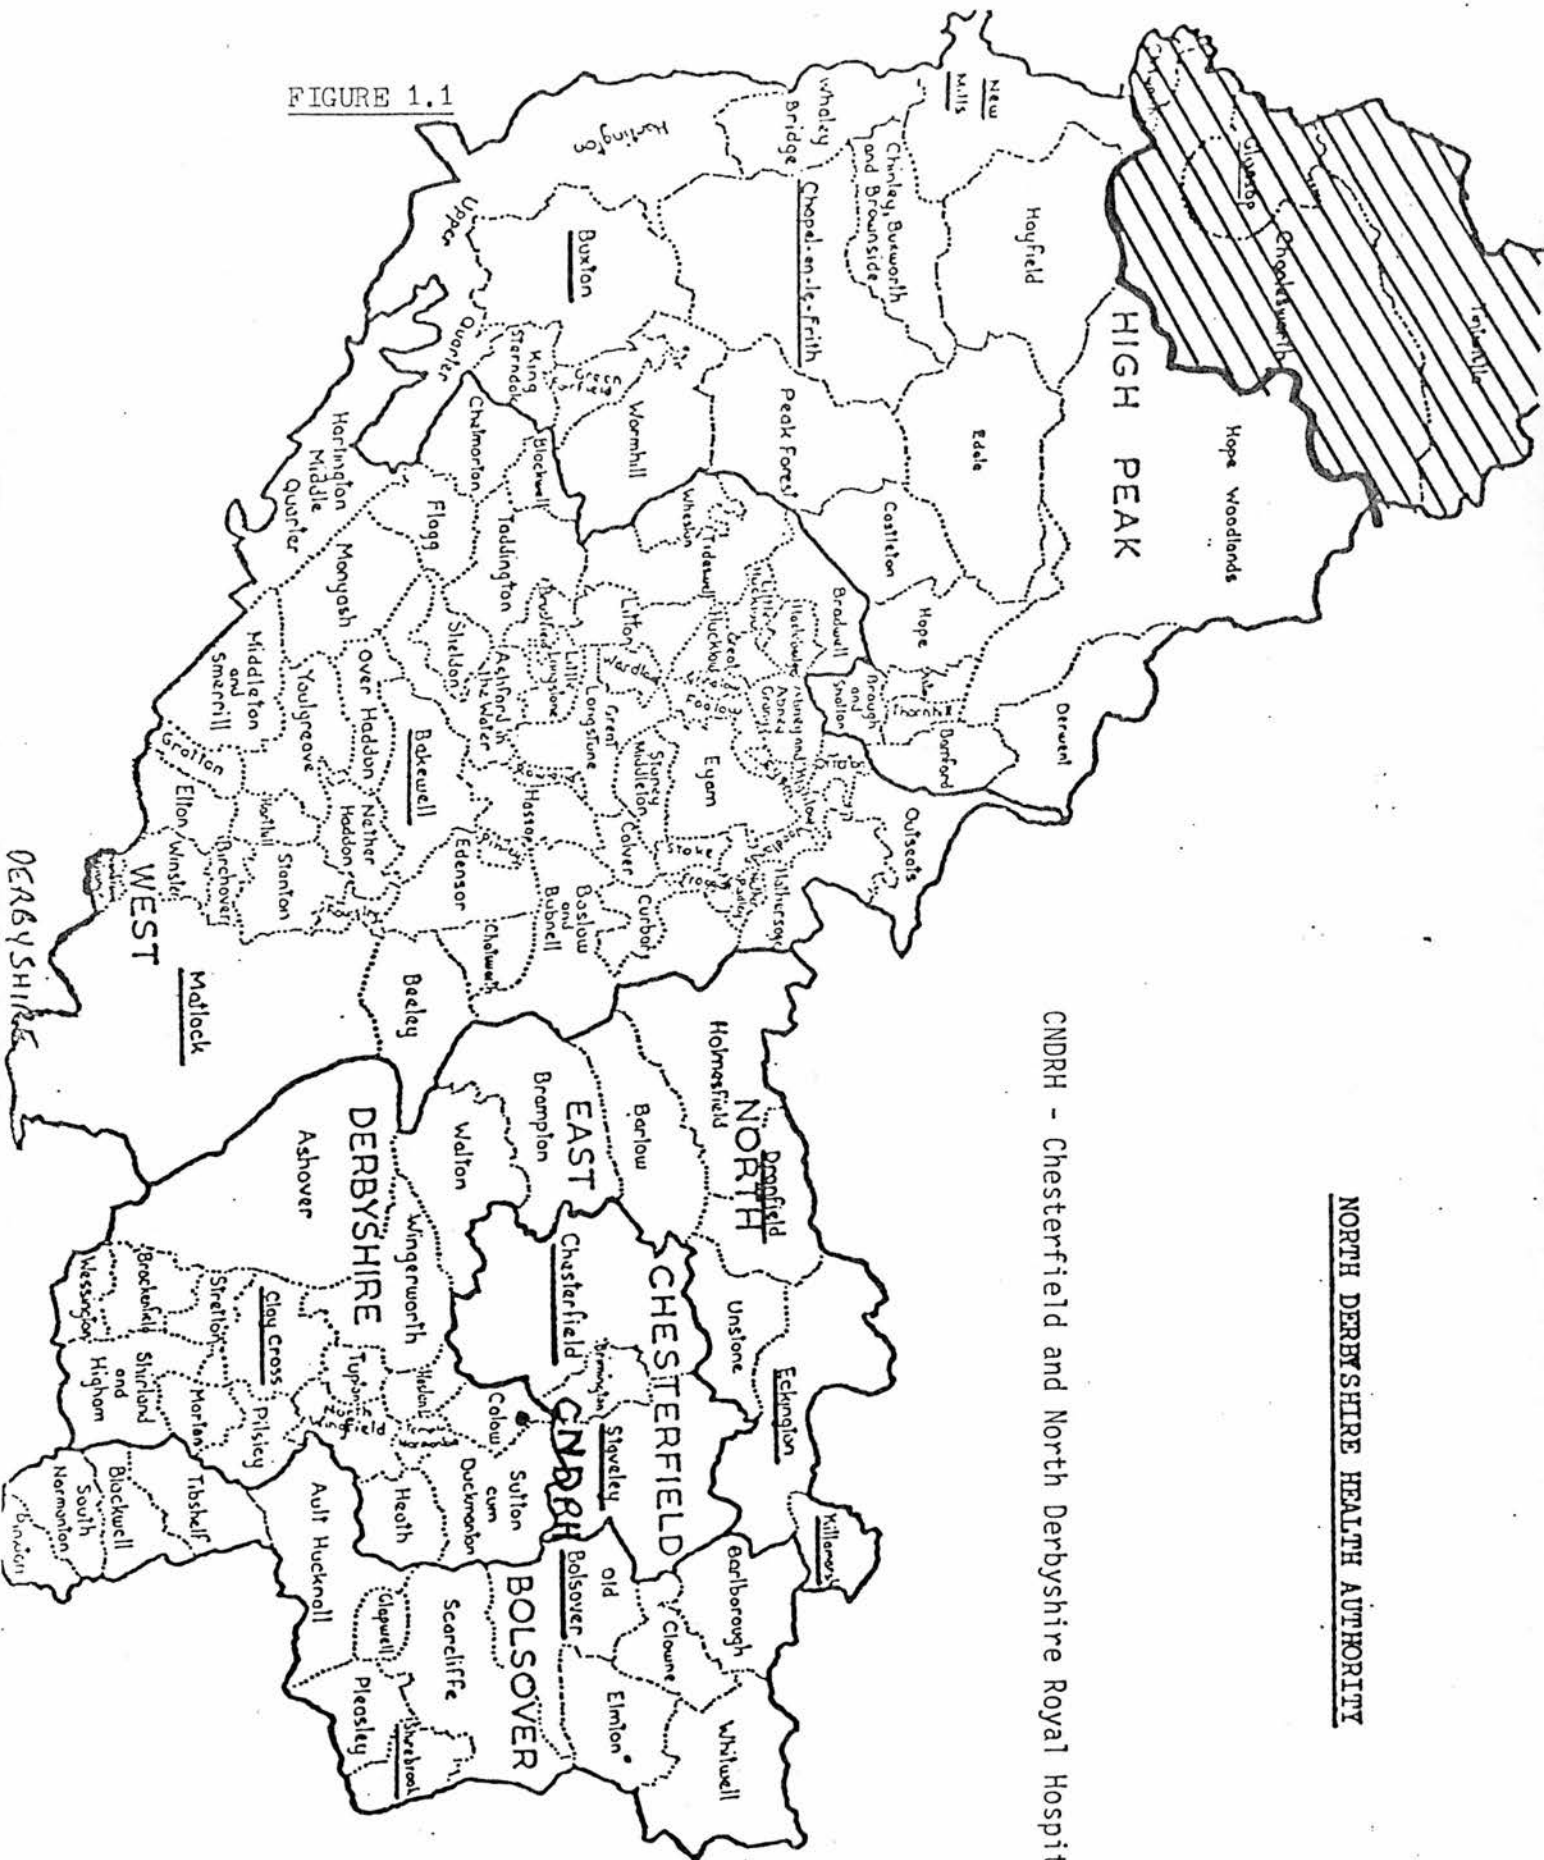 FIGURE 1.1
NORTH DERBYSHIRE HEALTH AUTHORITY
CNDRH - Chesterfield and North Derbyshire Royal Hospit
HIGH PEAK
Hope Woodlands
Glossop
Charlesworth
Tintwistle
New
Mills
Hayfield
Whaley
Bridge
Chinley, Buxworth
and Brownside
Chapel-en-le-Frith
Edale
Derwent
Peak Forest
Castleton
Hope
Thornhill
Brough
and
Shatton
Bamford
Outseats
Hartington
Upper
Quarter
Buxton
King
Sterndale
Green
Wormhill
Blackwell
Chelmorton
Hartington
Middle
Quarter
Flagg
Taddington
Monyash
Sheldon
Wheston
Tideswell
Bradwell
Litton
Wardlow
Great
Hucklow
Little
Hucklow
Foolow
Abney
Grange
Abney and
Eyam
Hathersage
Padley
Stoke
Froggatt
Stoney
Middleton
Calver
Curbar
Great
Longstone
Little
Longstone
Brushfield
Ashford in
the Water
Hassop
Baslow
and
Bubnell
Bakewell
Edensor
Pilsley
Chatsworth
Beeley
Over Haddon
Nether
Haddon
Youlgreave
Middleton
and
Smerrill
Harthill
Stanton
Gratton
Elton
Winster
Birchover
WEST
DERBYSHIRE
Matlock
NORTH
EAST
DERBYSHIRE
Holmesfield
Dronfield
Barlow
Brampton
Walton
Unstone
Eckington
Killamarsh
Wingerworth
Ashover
Calow
Sutton
cum
Duckmanton
Heath
Hasland
Tupton
Clay Cross
Stretton
Brackenfield
Wessington
Shirland
and
Higham
Morton
Pilsley
CHESTERFIELD
Chesterfield
Brimington
Staveley
CNDRH
BOLSOVER
Old
Bolsover
Barlborough
Clowne
Whitwell
Elmton
Scarcliffe
Glapwell
Shirebrook
Pleasley
Ault Hucknall
Tibshelf
Blackwell
South
Normanton
Pinxton